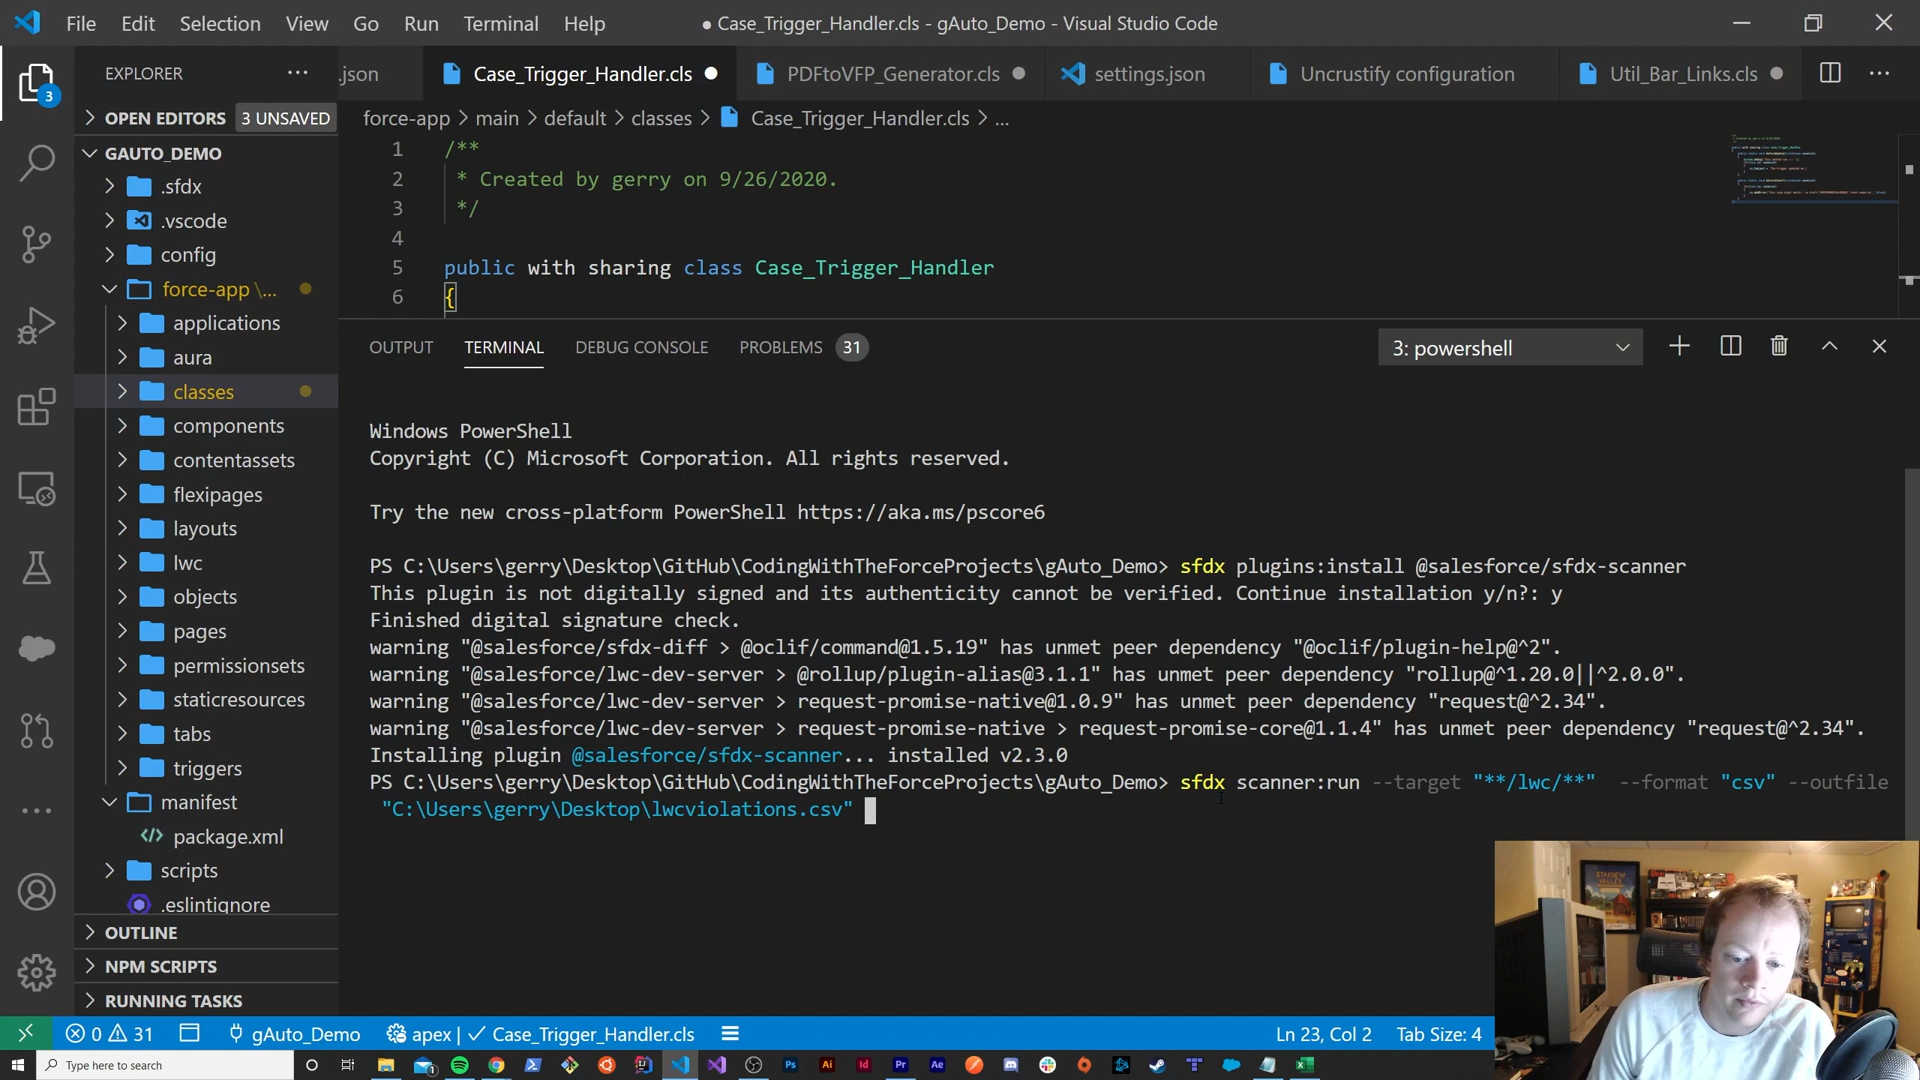 File Edit Selection View Go Run Terminal Help
● Case_Trigger_Handler.cls - gAuto_Demo - Visual Studio Code
EXPLORER
.json
Case_Trigger_Handler.cls
PDFtoVFP_Generator.cls
settings.json
Uncrustify configuration
Util_Bar_Links.cls
3
OPEN EDITORS 3 UNSAVED
GAUTO_DEMO
.sfdx
.vscode
config
force-app \...
applications
aura
classes
components
contentassets
flexipages
layouts
lwc
objects
pages
permissionsets
staticresources
tabs
triggers
manifest
package.xml
scripts
.eslintignore
OUTLINE
NPM SCRIPTS
RUNNING TASKS
force-app > main > default > classes > Case_Trigger_Handler.cls > ...
1 /**
2 * Created by gerry on 9/26/2020.
3 */
4
5 public with sharing class Case_Trigger_Handler
6 {
OUTPUT TERMINAL DEBUG CONSOLE PROBLEMS 31
3: powershell
Windows PowerShell
Copyright (C) Microsoft Corporation. All rights reserved.
Try the new cross-platform PowerShell https://aka.ms/pscore6
PS C:\Users\gerry\Desktop\GitHub\CodingWithTheForceProjects\gAuto_Demo> sfdx plugins:install @salesforce/sfdx-scanner
This plugin is not digitally signed and its authenticity cannot be verified. Continue installation y/n?: y
Finished digital signature check.
warning "@salesforce/sfdx-diff > @oclif/command@1.5.19" has unmet peer dependency "@oclif/plugin-help@^2".
warning "@salesforce/lwc-dev-server > @rollup/plugin-alias@3.1.1" has unmet peer dependency "rollup@^1.20.0||^2.0.0".
warning "@salesforce/lwc-dev-server > request-promise-native@1.0.9" has unmet peer dependency "request@^2.34".
warning "@salesforce/lwc-dev-server > request-promise-native > request-promise-core@1.1.4" has unmet peer dependency "request@^2.34".
Installing plugin @salesforce/sfdx-scanner... installed v2.3.0
PS C:\Users\gerry\Desktop\GitHub\CodingWithTheForceProjects\gAuto_Demo> sfdx scanner:run --target "**/lwc/**" --format "csv" --outfile
"C:\Users\gerry\Desktop\lwcviolations.csv"
0 31
gAuto_Demo
apex | ✓ Case_Trigger_Handler.cls
Ln 23, Col 2
Tab Size: 4
Type here to search
1
Ps
Ai
Id
Pr
Ae
STARDEW VALLEY